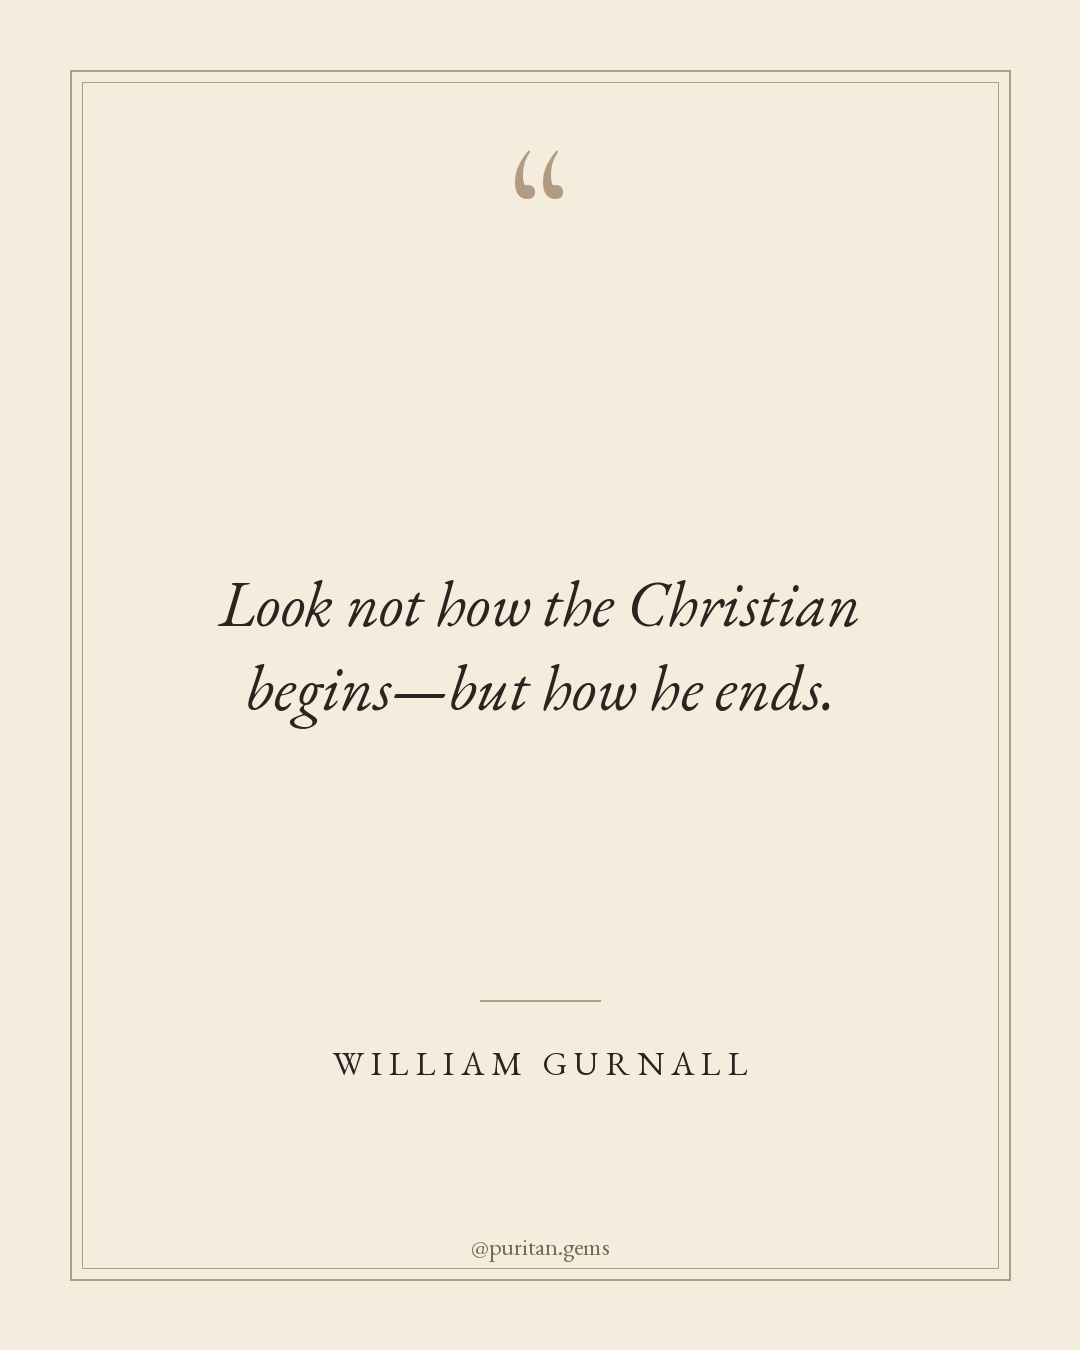 “
Look not how the Christian
begins—but how he ends.
WILLIAM GURNALL
@puritan.gems